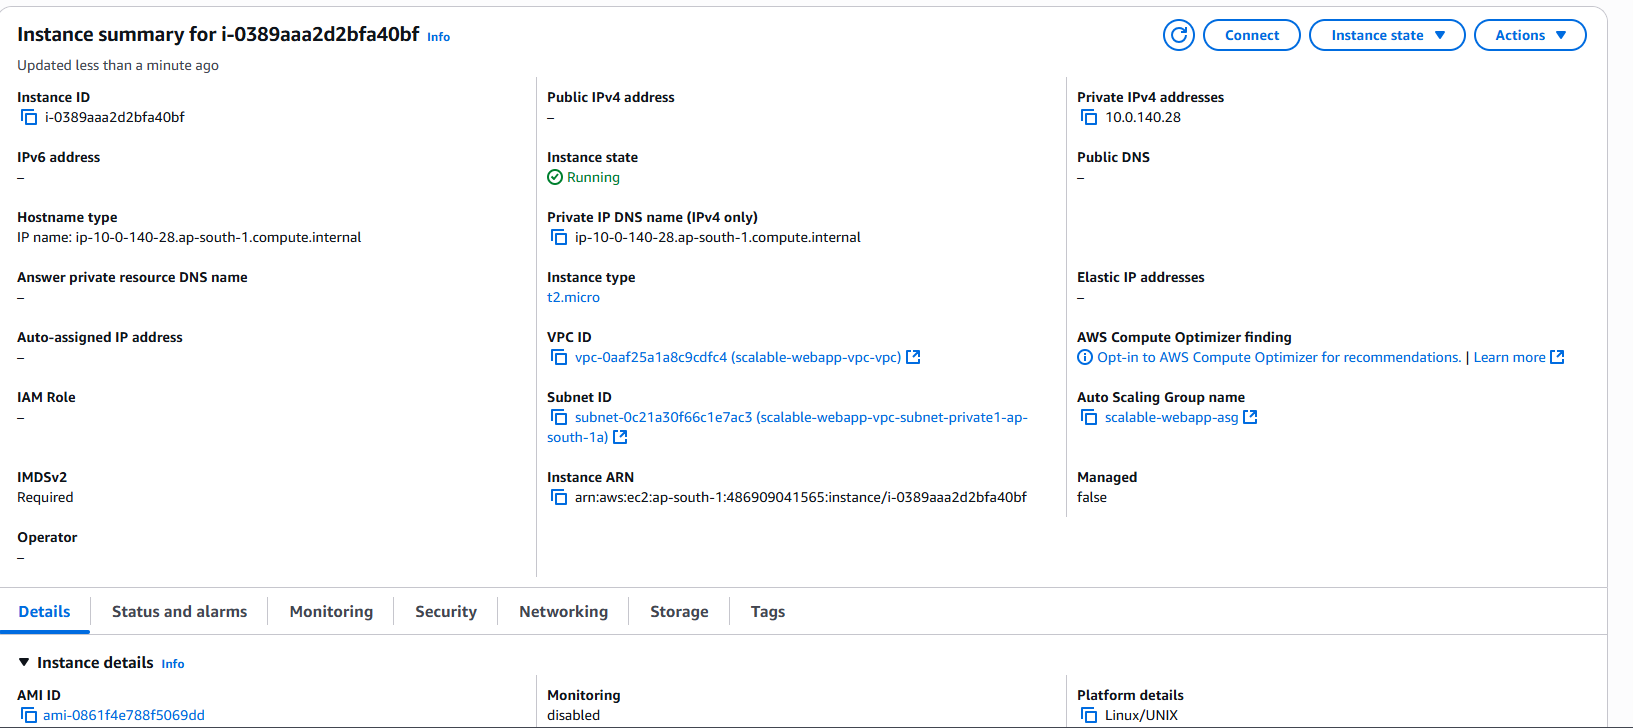 Instance summary for i-0389aaa2d2bfa40bf Info
Connect
Instance state
Actions
Updated less than a minute ago
Instance ID
i-0389aaa2d2bfa40bf
Public IPv4 address
–
Private IPv4 addresses
10.0.140.28
IPv6 address
–
Instance state
Running
Public DNS
–
Hostname type
IP name: ip-10-0-140-28.ap-south-1.compute.internal
Private IP DNS name (IPv4 only)
ip-10-0-140-28.ap-south-1.compute.internal
Answer private resource DNS name
–
Instance type
t2.micro
Elastic IP addresses
–
Auto-assigned IP address
–
VPC ID
vpc-0aaf25a1a8c9cdfc4 (scalable-webapp-vpc-vpc)
AWS Compute Optimizer finding
Opt-in to AWS Compute Optimizer for recommendations. | Learn more
IAM Role
–
Subnet ID
subnet-0c21a30f66c1e7ac3 (scalable-webapp-vpc-subnet-private1-ap-
south-1a)
Auto Scaling Group name
scalable-webapp-asg
IMDSv2
Required
Instance ARN
arn:aws:ec2:ap-south-1:486909041565:instance/i-0389aaa2d2bfa40bf
Managed
false
Operator
–
Details
Status and alarms
Monitoring
Security
Networking
Storage
Tags
Instance details Info
AMI ID
ami-0861f4e788f5069dd
Monitoring
disabled
Platform details
Linux/UNIX